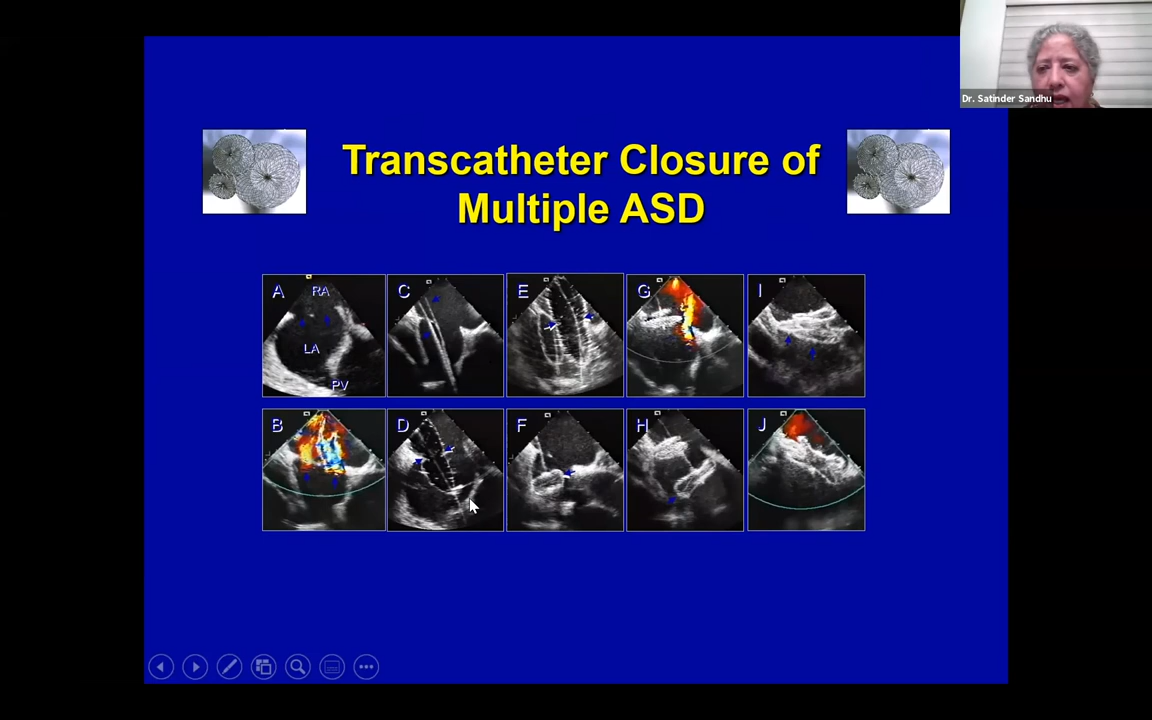 Dr. Satinder Sandhu
Transcatheter Closure of
Multiple ASD
A
RA
LA
PV
C
E
G
I
B
D
F
H
J